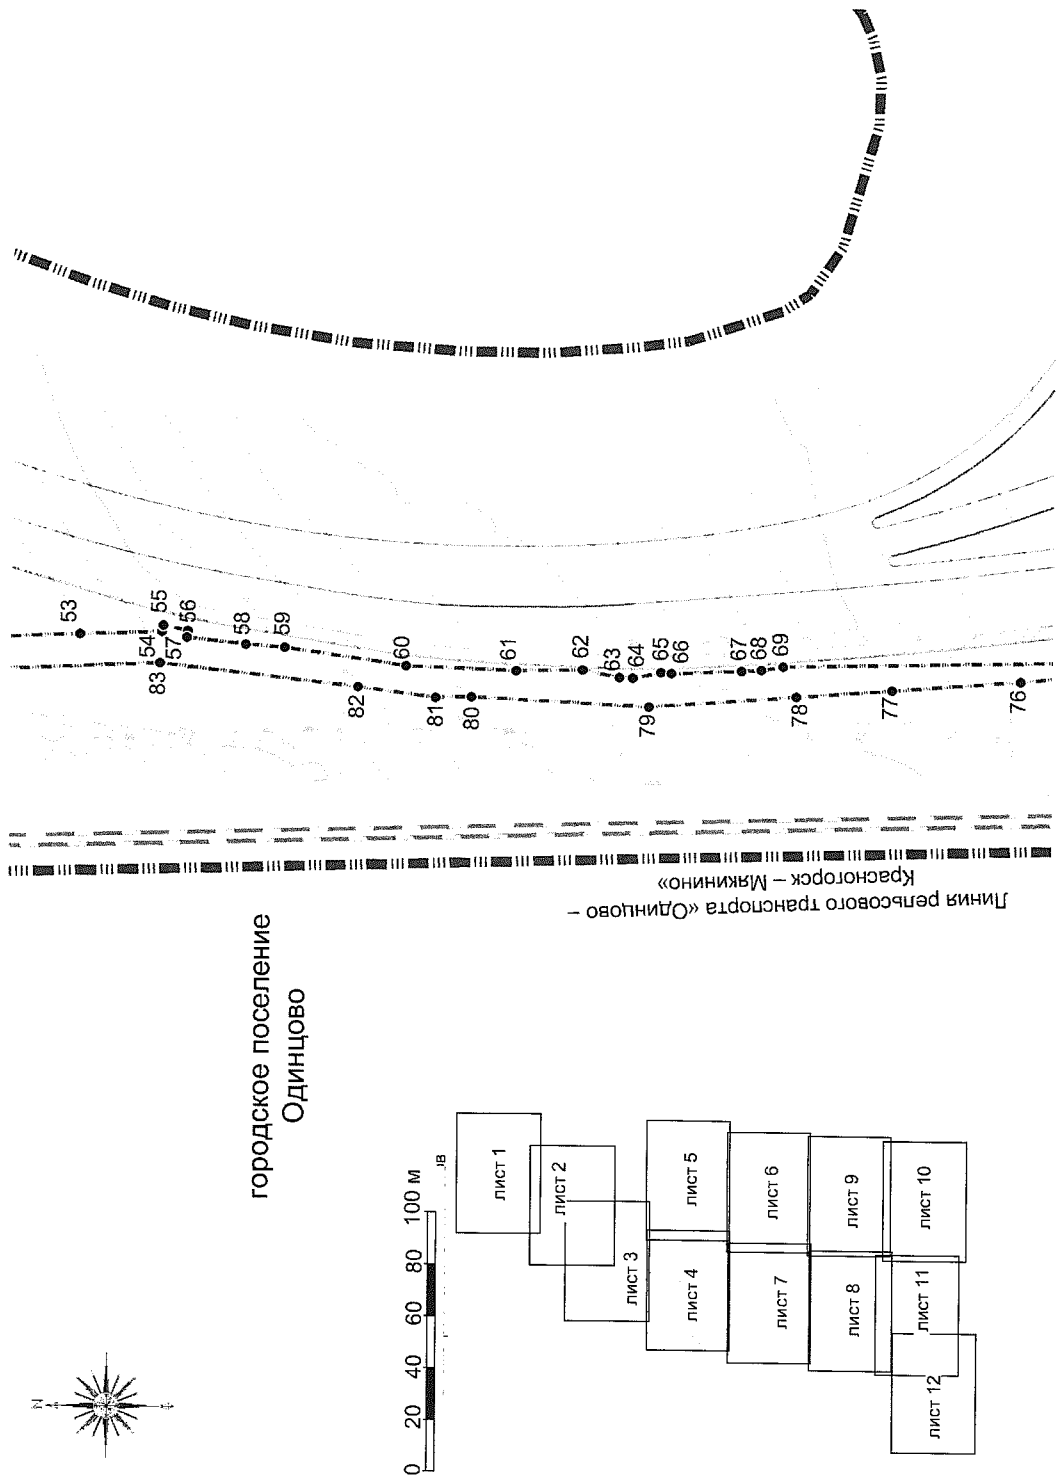 53
54
55
56
57
58
59
60
61
62
63
64
65
66
67
68
69
83
82
81
80
79
78
77
76
Линия рельсового транспорта «Одинцово –
Красногорск – Мякинино»
городское поселение
Одинцово
N
0 20 40 60 80 100 м
лист 1
лист 2
лист 3
лист 4
лист 5
лист 6
лист 7
лист 8
лист 9
лист 10
лист 11
лист 12